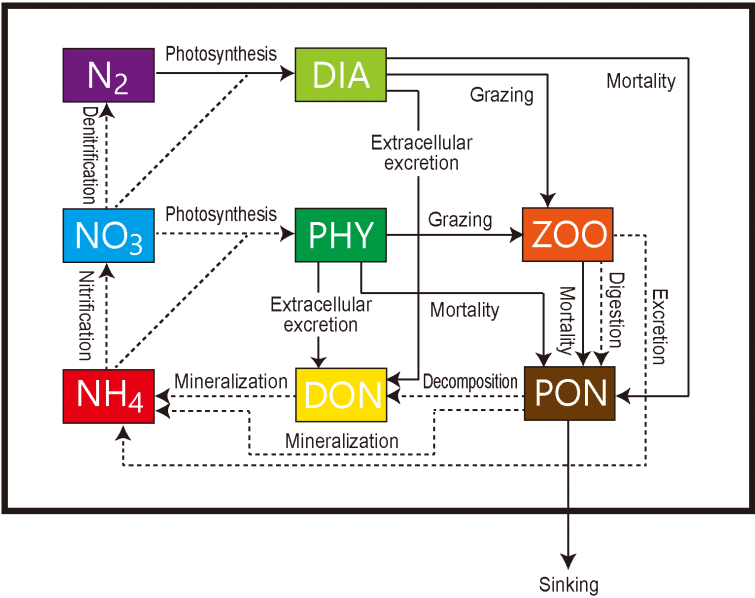 Photosynthesis
N2
DIA
Mortality
Grazing
Denitrification
Extracellular
excretion
Photosynthesis
NO3
PHY
Grazing
ZOO
Nitrification
Extracellular
excretion
Mortality
Mortality
Digestion
Excretion
Mineralization
Decomposition
NH4
DON
PON
Mineralization
Sinking